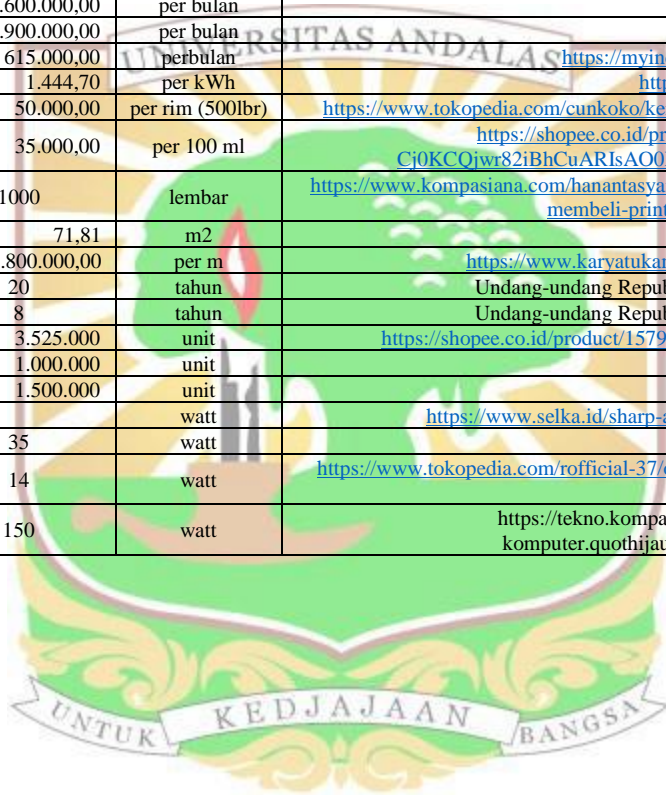 .600.000,00 per bulan
.900.000,00 per bulan
615.000,00 perbulan https://myind
1.444,70 per kWh http
50.000,00 per rim (500lbr) https://www.tokopedia.com/cunkoko/ke
35.000,00 per 100 ml https://shopee.co.id/pr
Cj0KCQjwr82iBhCuARIsAO0
1000 lembar https://www.kompasiana.com/hanantasya
membeli-print
71,81 m2
.800.000,00 per m https://www.karyatukan
20 tahun Undang-undang Repub
8 tahun Undang-undang Repub
3.525.000 unit https://shopee.co.id/product/1579
1.000.000 unit
1.500.000 unit
watt https://www.selka.id/sharp-a
35 watt
14 watt https://www.tokopedia.com/rofficial-37/
150 watt https://tekno.kompa
komputer.quothijau
UNIVERSITAS ANDALAS
UNTUK KEDJAJAAN BANGSA